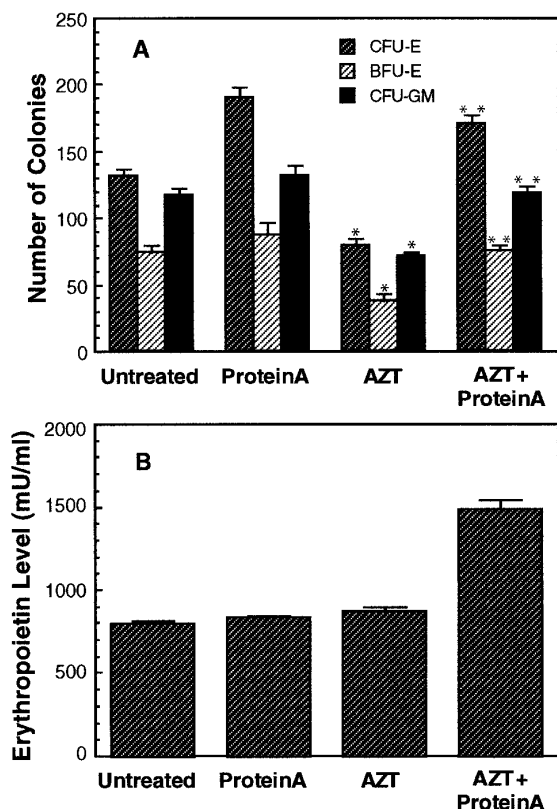 A
CFU-E
BFU-E
CFU-GM
Number of Colonies
250
200
150
100
50
0
* *
* *
* *
*
*
*
Untreated
ProteinA
AZT
AZT+
ProteinA
B
Erythropoietin Level (mU/ml)
2000
1500
1000
500
0
Untreated
ProteinA
AZT
AZT+
ProteinA